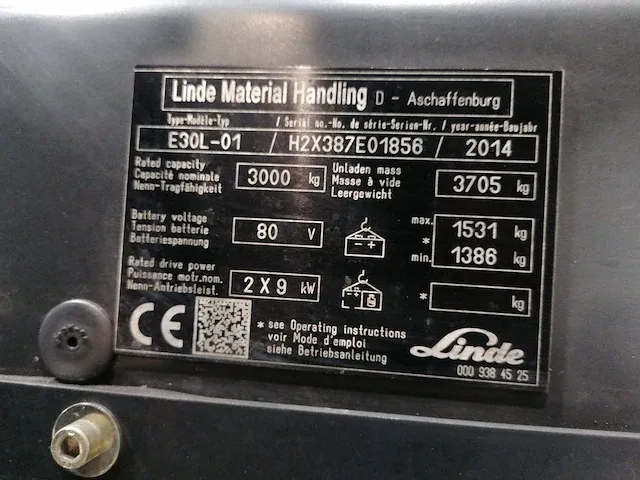 Linde Material Handling D - Aschaffenburg
Type-Modèle-Typ / Serial no.-No. de série-Serien-Nr. / year-année-Baujahr
E30L-01 / H2X387E01856 / 2014
Rated capacity
Capacité nominale
Nenn-Tragfähigkeit
3000 kg
Unladen mass
Masse à vide
Leergewicht
3705 kg
Battery voltage
Tension batterie
Batteriespannung
80 V
- +
max. 1531 kg
*
min. 1386 kg
Rated drive power
Puissance motr.nom.
Nenn-Antriebsleist.
2 X 9 kW
* kg
CE
* see Operating instructions
voir Mode d'emploi
siehe Betriebsanleitung
Linde
000 938 45 25